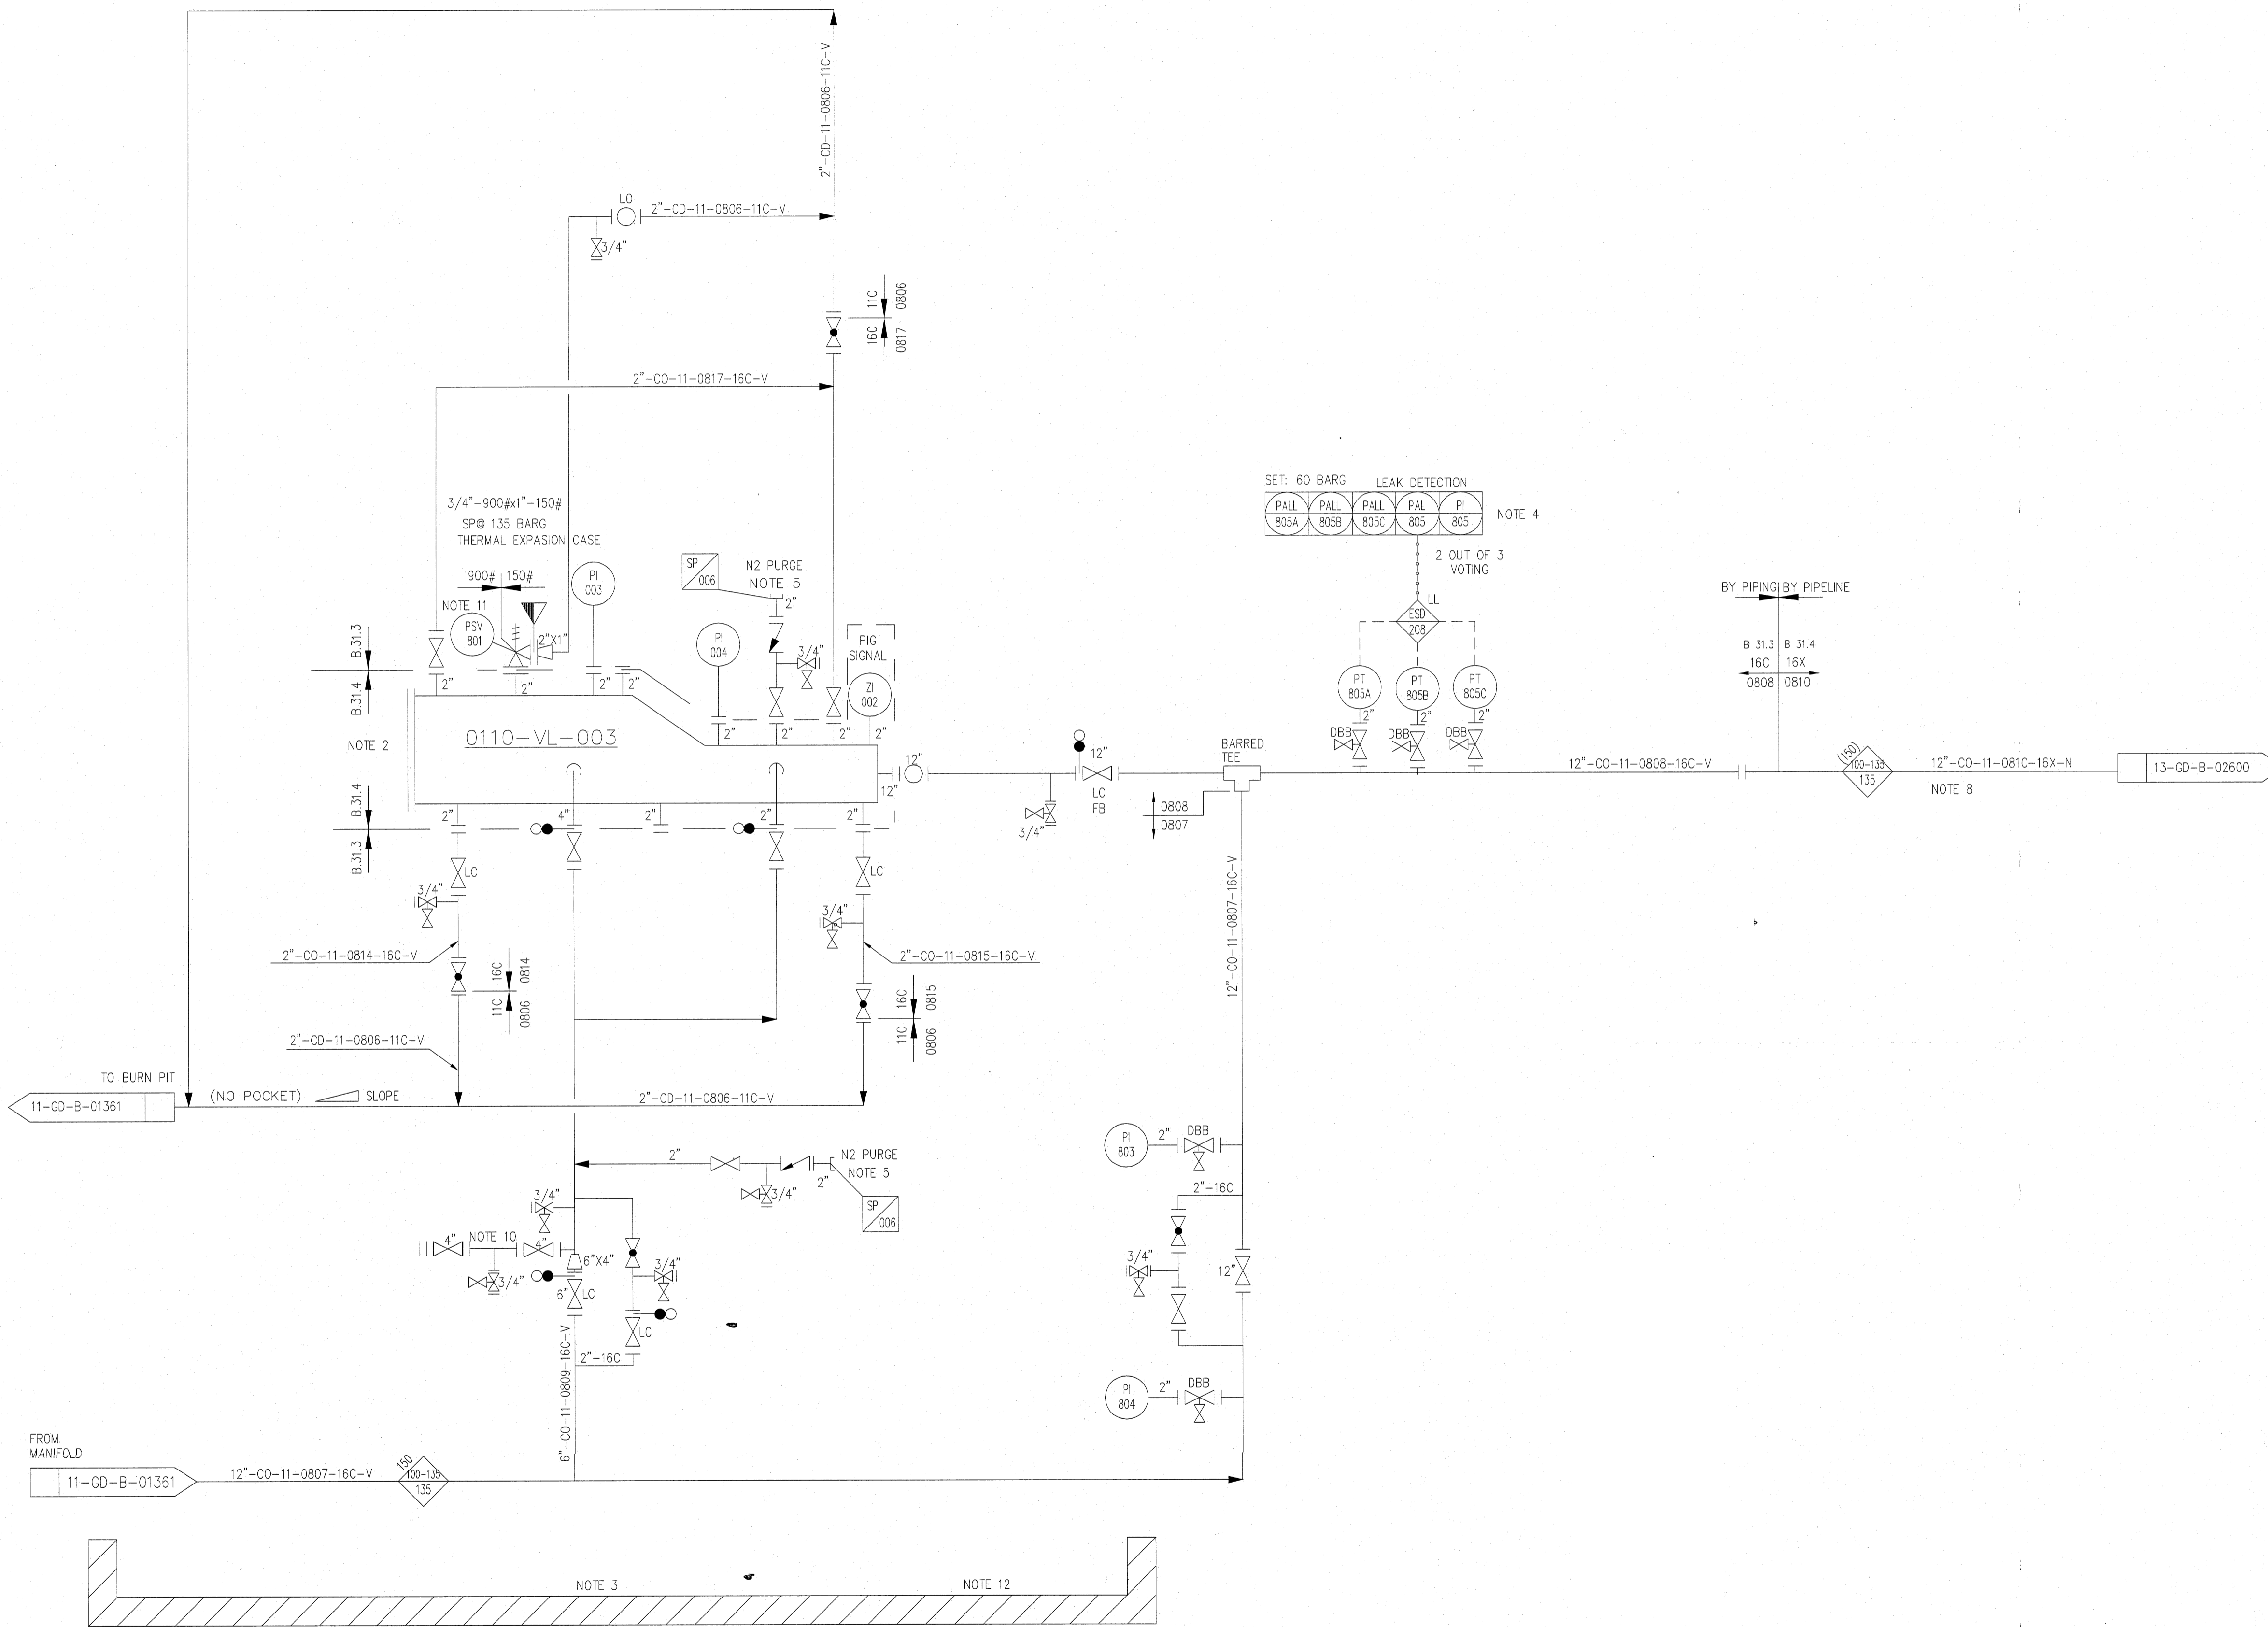 2"-CD-11-0806-11C-V
LO
2"-CD-11-0806-11C-V
3/4"
11C
0806
16C
0817
2"-CO-11-0817-16C-V
3/4"-900#x1"-150#
SP@ 135 BARG
THERMAL EXPASION CASE
900#
150#
NOTE 11
PSV
801
2"X1"
PI
003
SP
006
N2 PURGE
NOTE 5
2"
PI
004
3/4"
PIG
SIGNAL
ZI
002
B.31.3
B.31.4
2"
2"
2"
2"
2"
2"
2"
2"
NOTE 2
0110-VL-003
B.31.4
B.31.3
2"
4"
2"
2"
2"
12"
12"
3/4"
12"
LC
FB
BARRED
TEE
0808
0807
SET: 60 BARG
LEAK DETECTION
PALL
805A
PALL
805B
PALL
805C
PAL
805
PI
805
NOTE 4
2 OUT OF 3
VOTING
LL
ESD
208
PT
805A
PT
805B
PT
805C
2"
2"
2"
DBB
DBB
DBB
12"-CO-11-0808-16C-V
BY PIPING
BY PIPELINE
B 31.3
B 31.4
16C
16X
0808
0810
(150)
100-135
135
12"-CO-11-0810-16X-N
NOTE 8
13-GD-B-02600
LC
LC
3/4"
3/4"
2"-CO-11-0814-16C-V
16C
0814
11C
0806
2"-CO-11-0815-16C-V
16C
0815
11C
0806
2"-CD-11-0806-11C-V
12"-CO-11-0807-16C-V
TO BURN PIT
11-GD-B-01361
(NO POCKET)
SLOPE
2"-CD-11-0806-11C-V
2"
N2 PURGE
NOTE 5
2"
3/4"
SP
006
3/4"
4"
NOTE 10
4"
3/4"
6"X4"
6"
LC
3/4"
LC
2"-16C
6"-CO-11-0809-16C-V
PI
803
2"
DBB
2"-16C
3/4"
12"
PI
804
2"
DBB
FROM
MANIFOLD
11-GD-B-01361
12"-CO-11-0807-16C-V
150
100-135
135
NOTE 3
NOTE 12